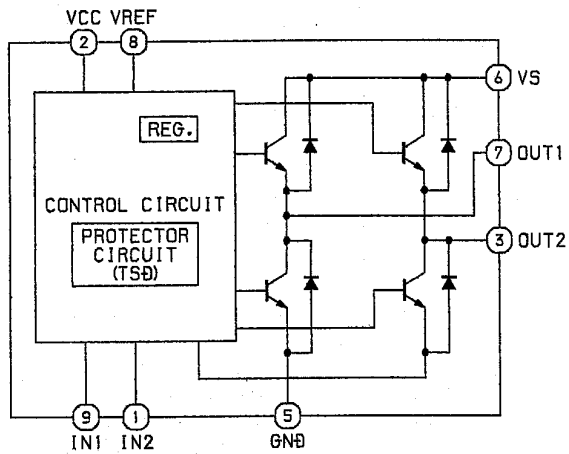 VCC VREF
2 8
6 VS
REG.
7 OUT1
CONTROL CIRCUIT
PROTECTOR
CIRCUIT
(TSD)
3 OUT2
9 1 5
IN1 IN2 GND